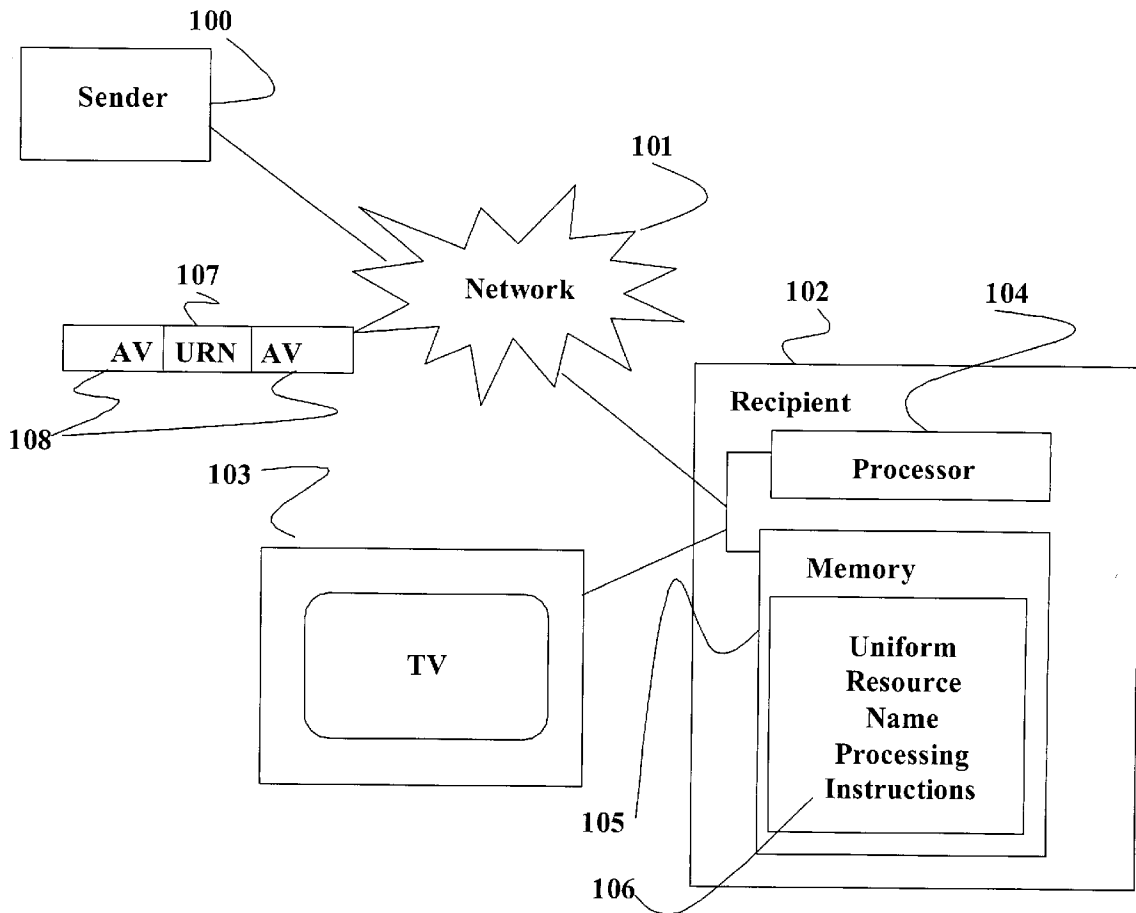 100
Sender
101
Network
107
AV URN AV
108
102
104
Recipient
Processor
103
TV
Memory
Uniform
Resource
Name
Processing
Instructions
105
106